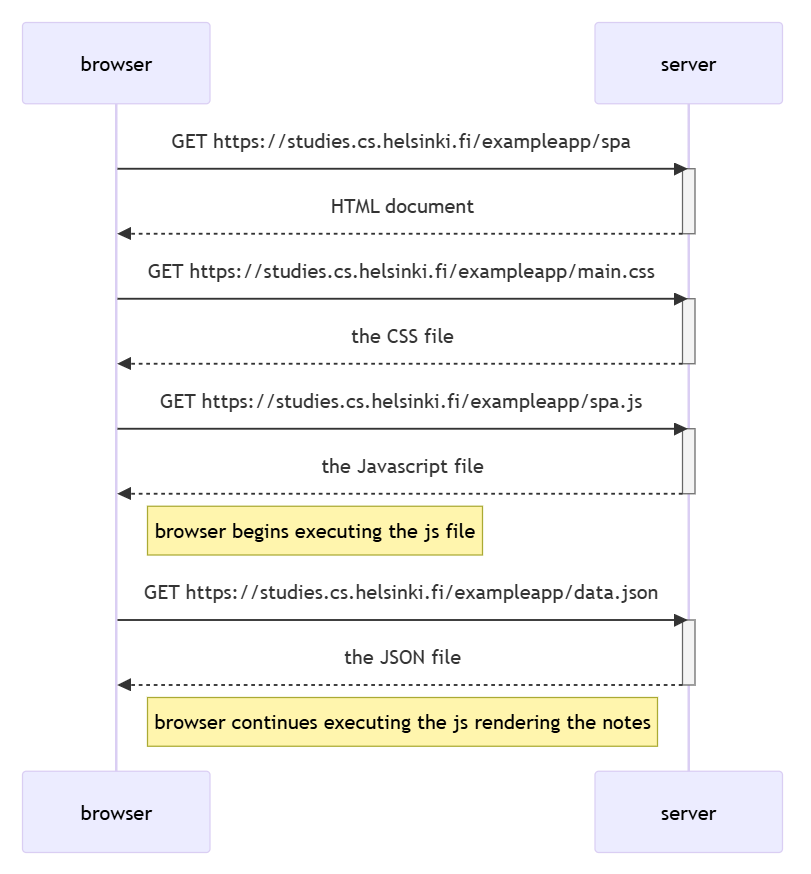 browser
server
GET https://studies.cs.helsinki.fi/exampleapp/spa
HTML document
GET https://studies.cs.helsinki.fi/exampleapp/main.css
the CSS file
GET https://studies.cs.helsinki.fi/exampleapp/spa.js
the Javascript file
browser begins executing the js file
GET https://studies.cs.helsinki.fi/exampleapp/data.json
the JSON file
browser continues executing the js rendering the notes
browser
server